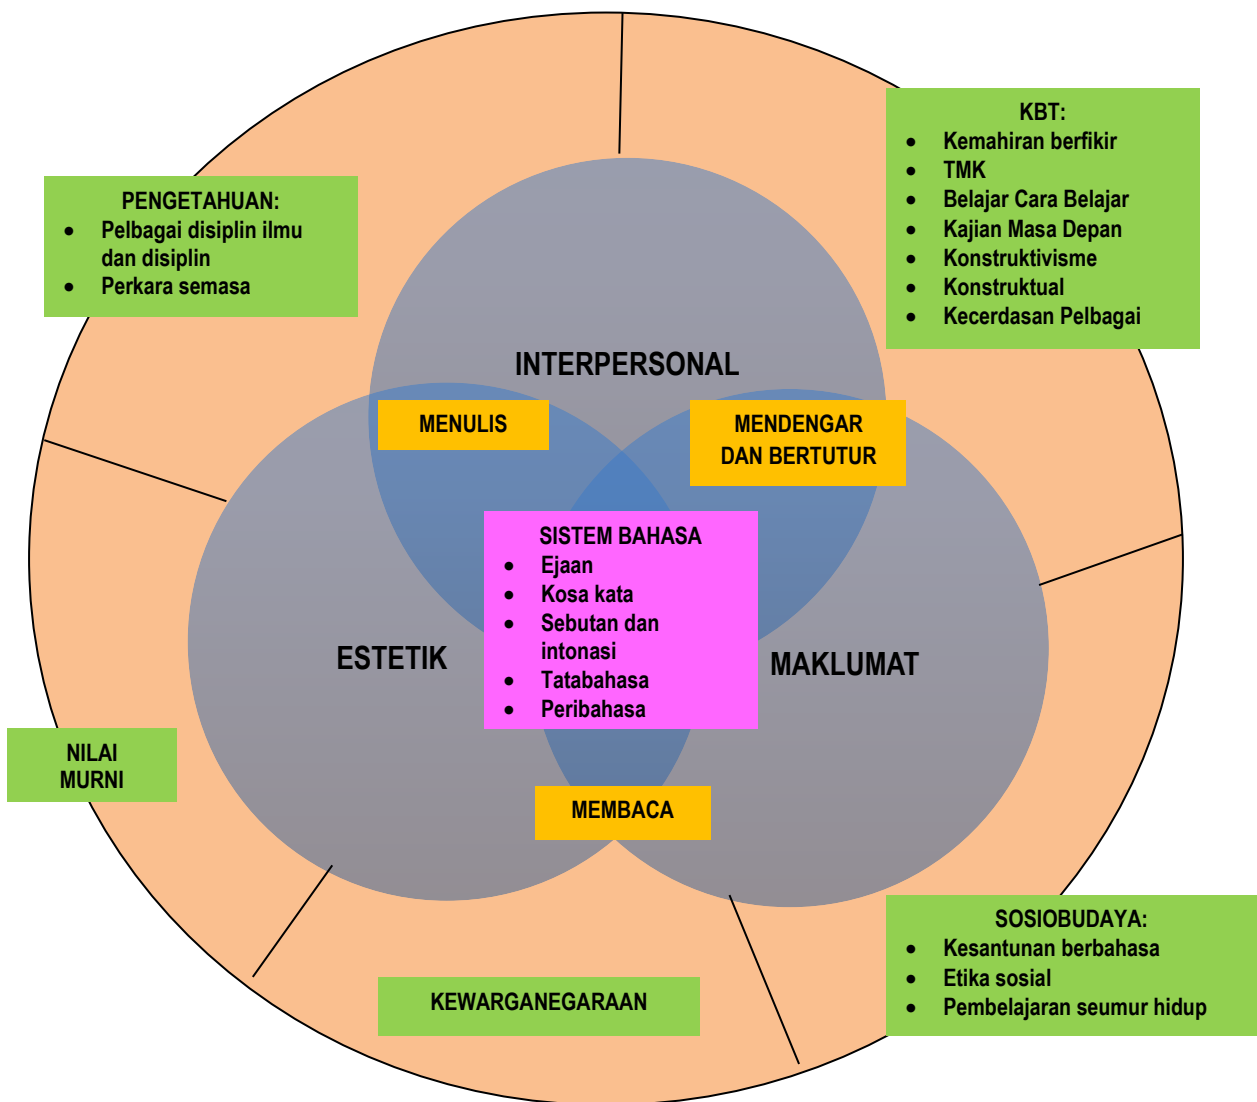 KBT:
• Kemahiran berfikir
• TMK
• Belajar Cara Belajar
• Kajian Masa Depan
• Konstruktivisme
• Konstruktual
• Kecerdasan Pelbagai
PENGETAHUAN:
• Pelbagai disiplin ilmu
dan disiplin
• Perkara semasa
INTERPERSONAL
MENULIS
MENDENGAR
DAN BERTUTUR
SISTEM BAHASA
• Ejaan
• Kosa kata
• Sebutan dan
intonasi
• Tatabahasa
• Peribahasa
ESTETIK
MAKLUMAT
NILAI
MURNI
MEMBACA
SOSIOBUDAYA:
• Kesantunan berbahasa
• Etika sosial
• Pembelajaran seumur hidup
KEWARGANEGARAAN